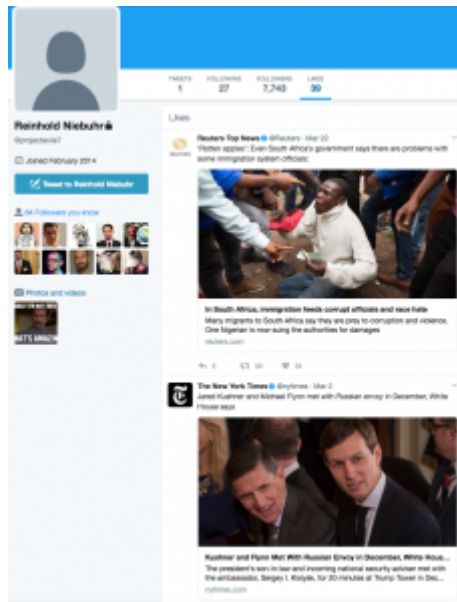 TWEETS FOLLOWING FOLLOWERS LIKES
1 27 7,743 39
Reinhold Niebuhr
@projectexile7
Joined February 2014
Tweet to Reinhold Niebuhr
Followers you know
Photos and videos
Likes
Reuters Top News @Reuters · Mar 22
'Rotten apples': Even South Africa's government says there are problems with
some immigration system officials:
REUTERS
In South Africa, immigration feeds corrupt officials and race hate
Many migrants to South Africa say they are prey to corruption and violence.
One Nigerian is now suing the authorities for damages
reuters.com
The New York Times @nytimes · Mar 2
Jared Kushner and Michael Flynn met with Russian envoy in December, White
House says
Kushner and Flynn Met With Russian Envoy in December, White Hous...
The president's son-in-law and incoming national security adviser met with
the ambassador, Sergey I. Kislyak, for 20 minutes at Trump Tower in Dec...
nytimes.com